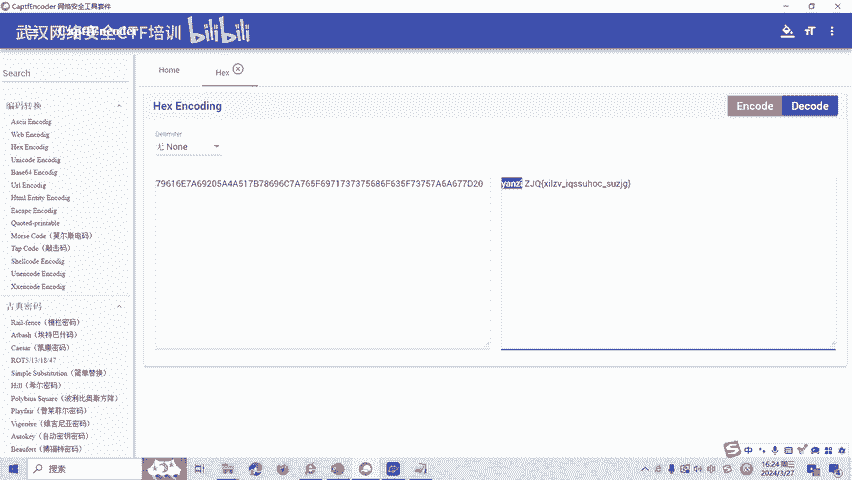 CaptfEncoder 网络安全工具套件
武汉网络安全CTF培训 bilibili
Search
Home
Hex
编码转换
Ascii Encodig
Web Encodig
Hex Encodig
Unicode Encodig
Base64 Encodig
Url Encodig
Html Entity Encodig
Escape Encodig
Quoted-printable
Morse Code（莫尔斯电码）
Tap Code（敲击码）
Shellcode Encodig
Uuencode Encodig
Xxencode Encodig
古典密码
Rail-fence（栅栏密码）
Atbash（埃特巴什码）
Caesar（凯撒密码）
ROT5/13/18/47
Simple Substitution（简单替换）
Hill（希尔密码）
Polybius Square（波利比奥斯方阵）
Playfair（普莱菲尔密码）
Vigenère（维吉尼亚密码）
Autokey（自动密钥密码）
Beaufort（博福特密码）
Hex Encoding
Encode
Decode
Delimiter
无 None
79616E7A69205A4A517B78696C7A765F6971737375686F635F73757A6A677D20
yanzi ZJQ{xilzv_iqssuhoc_suzjg}
搜索
中
16:24 周三
2024/3/27